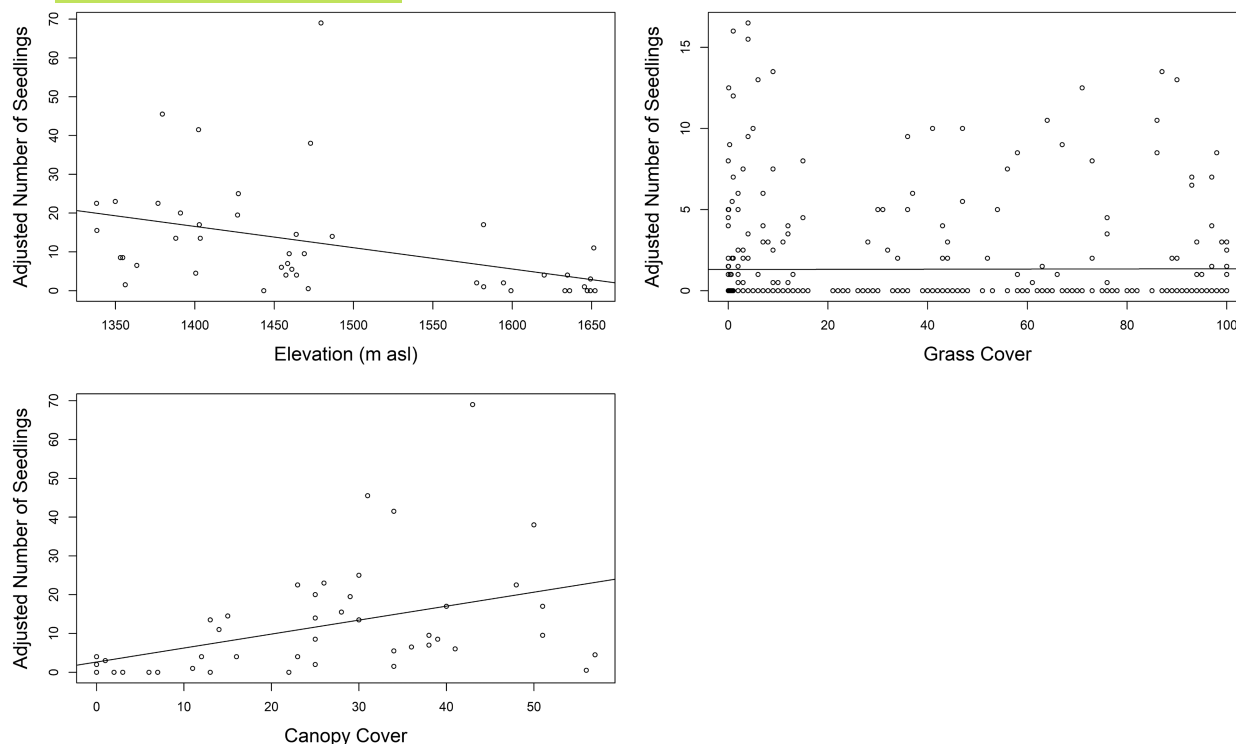 70
60
50
40
30
20
10
0
Adjusted Number of Seedlings
1350 1400 1450 1500 1550 1600 1650
Elevation (m asl)
15
10
5
0
Adjusted Number of Seedlings
0 20 40 60 80 100
Grass Cover
70
60
50
40
30
20
10
0
Adjusted Number of Seedlings
0 10 20 30 40 50
Canopy Cover